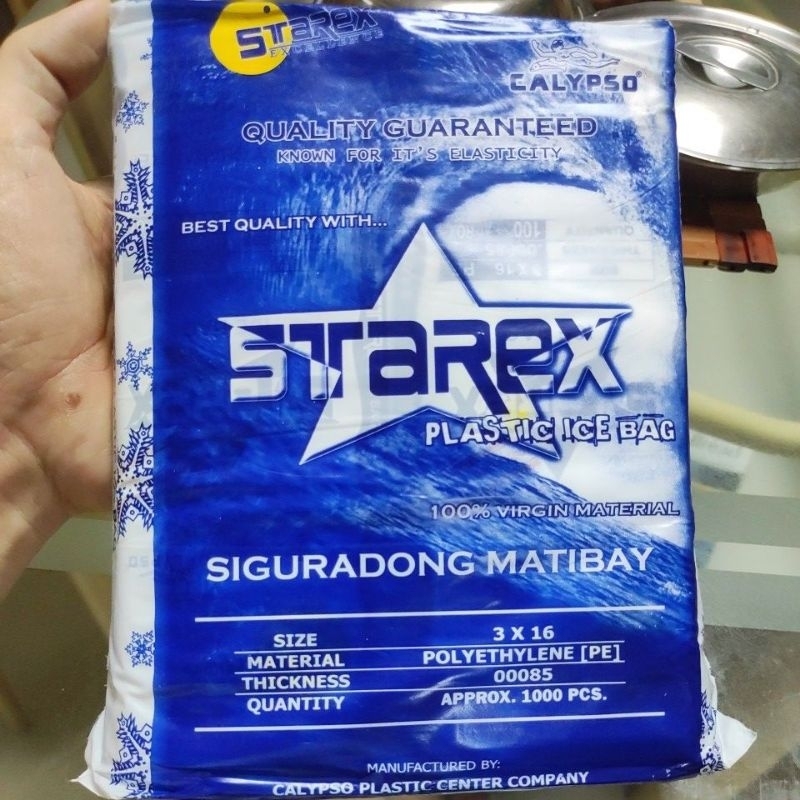 STAREX
EXCELLENCE
CALYPSO®
QUALITY GUARANTEED
KNOWN FOR IT'S ELASTICITY
BEST QUALITY WITH...
STAREX
PLASTIC ICE BAG
100% VIRGIN MATERIAL
SIGURADONG MATIBAY
SIZE 3 X 16
MATERIAL POLYETHYLENE [PE]
THICKNESS 00085
QUANTITY APPROX. 1000 PCS.
MANUFACTURED BY:
CALYPSO PLASTIC CENTER COMPANY